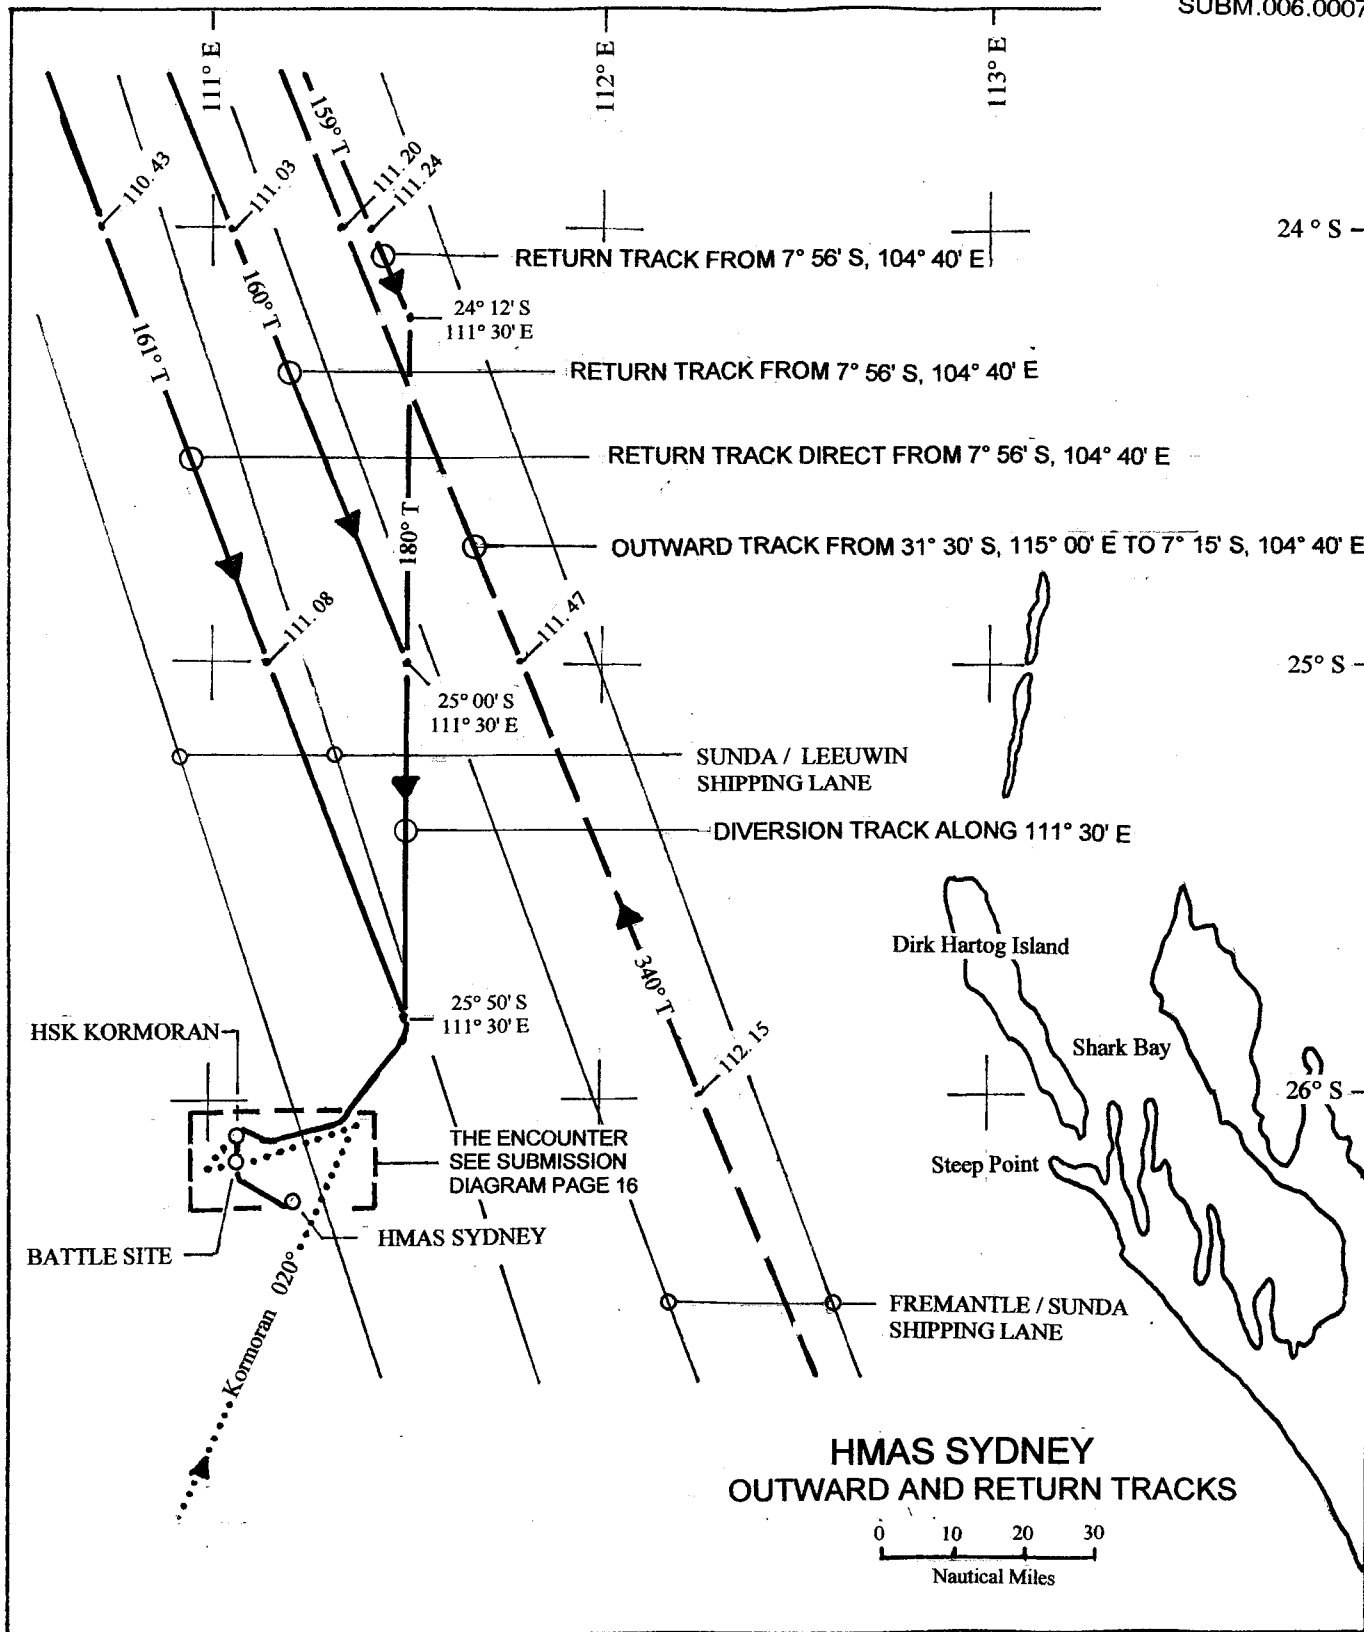 SUBM.006.0007
111° E
112° E
113° E
159° T
110.43
111.03
111.20
111.24
24° S
RETURN TRACK FROM 7° 56' S, 104° 40' E
160° T
24° 12' S
111° 30' E
161° T
RETURN TRACK FROM 7° 56' S, 104° 40' E
RETURN TRACK DIRECT FROM 7° 56' S, 104° 40' E
180° T
OUTWARD TRACK FROM 31° 30' S, 115° 00' E TO 7° 15' S, 104° 40' E
111.08
111.47
25° S
25° 00' S
111° 30' E
SUNDA / LEEUWIN
SHIPPING LANE
DIVERSION TRACK ALONG 111° 30' E
Dirk Hartog Island
340° T
25° 50' S
111° 30' E
HSK KORMORAN
112.15
Shark Bay
26° S
THE ENCOUNTER
SEE SUBMISSION
DIAGRAM PAGE 16
Steep Point
HMAS SYDNEY
BATTLE SITE
Kormoran 020°
FREMANTLE / SUNDA
SHIPPING LANE
HMAS SYDNEY
OUTWARD AND RETURN TRACKS
0 10 20 30
Nautical Miles